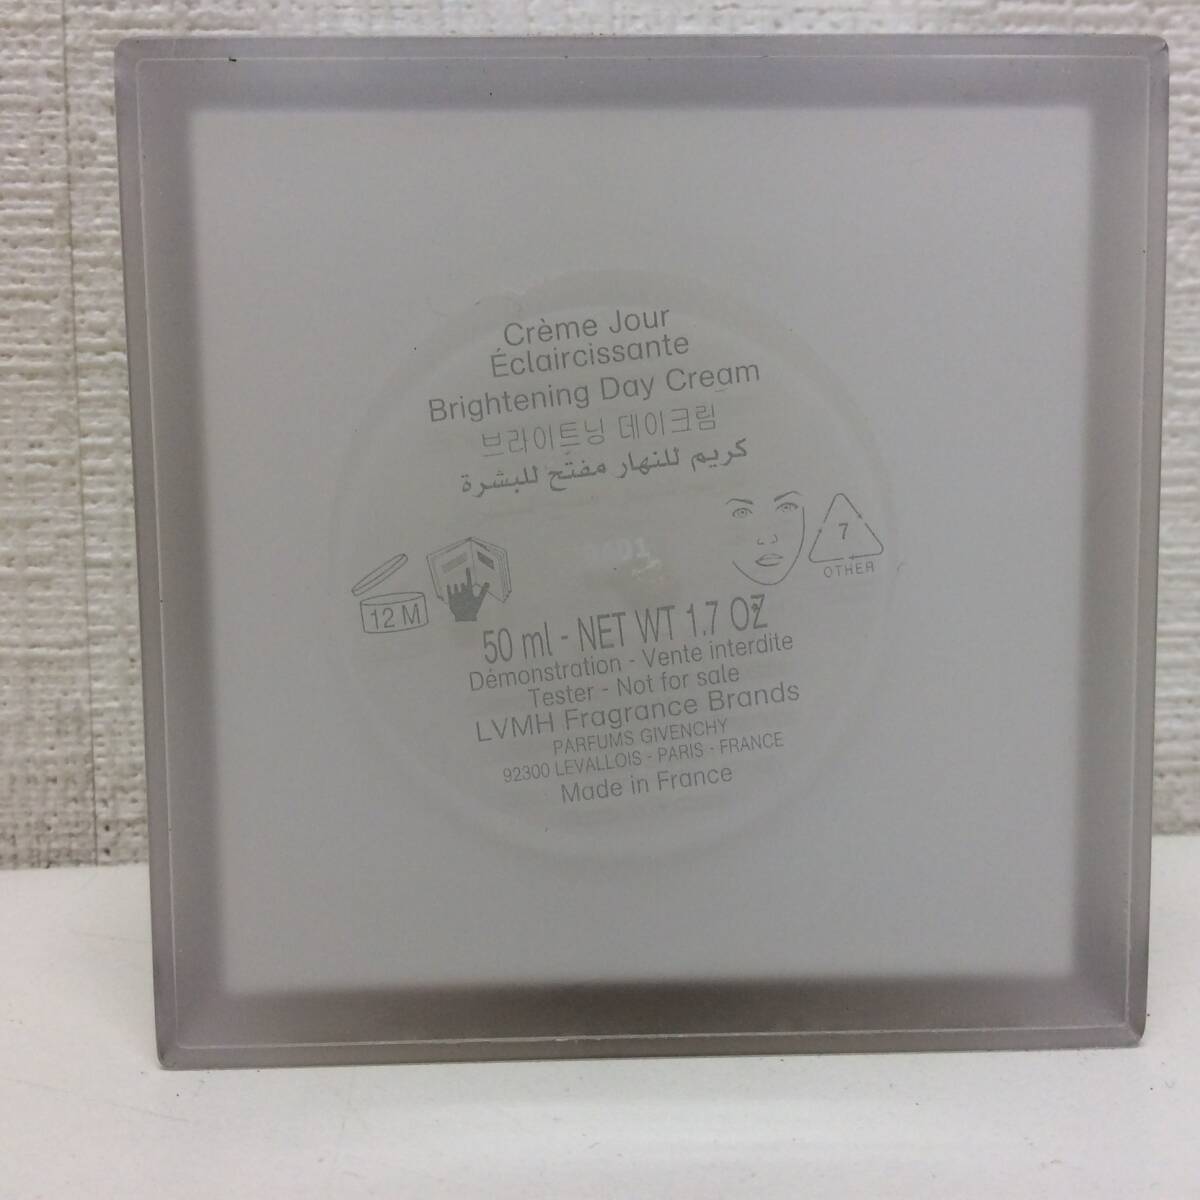 Crème Jour
Éclaircissante
Brightening Day Cream
브라이트닝 데이크림
كريم للنهار مفتح للبشرة
7
OTHER
12 M
50 ml - NET WT 1.7 OZ
Démonstration - Vente interdite
Tester - Not for sale
LVMH Fragrance Brands
PARFUMS GIVENCHY
92300 LEVALLOIS - PARIS - FRANCE
Made in France